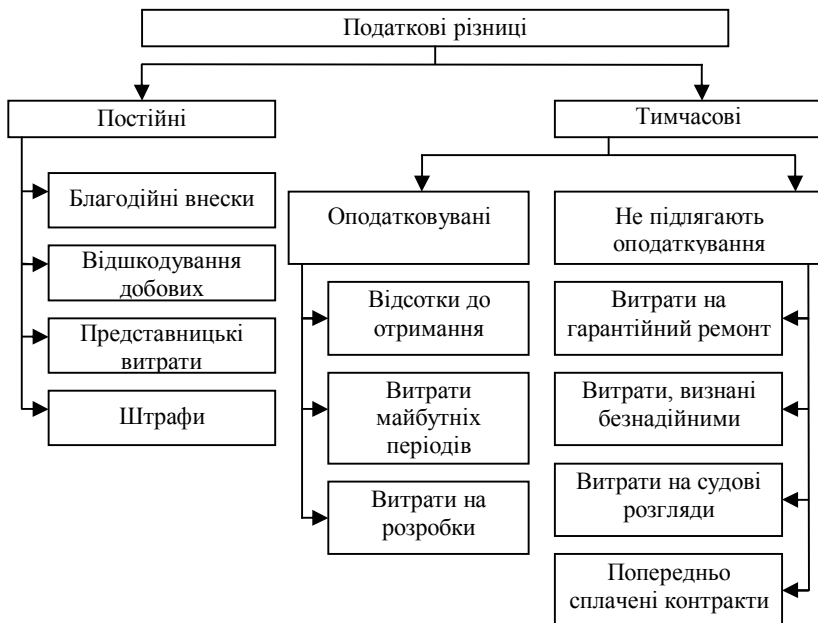 Податкові різниці
Постійні
Тимчасові
Благодійні внески
Відшкодування
добових
Представницькі
витрати
Штрафи
Оподатковувані
Відсотки до
отримання
Витрати
майбутніх
періодів
Витрати на
розробки
Не підлягають
оподаткування
Витрати на
гарантійний ремонт
Витрати, визнані
безнадійними
Витрати на судові
розгляди
Попередньо
сплачені контракти